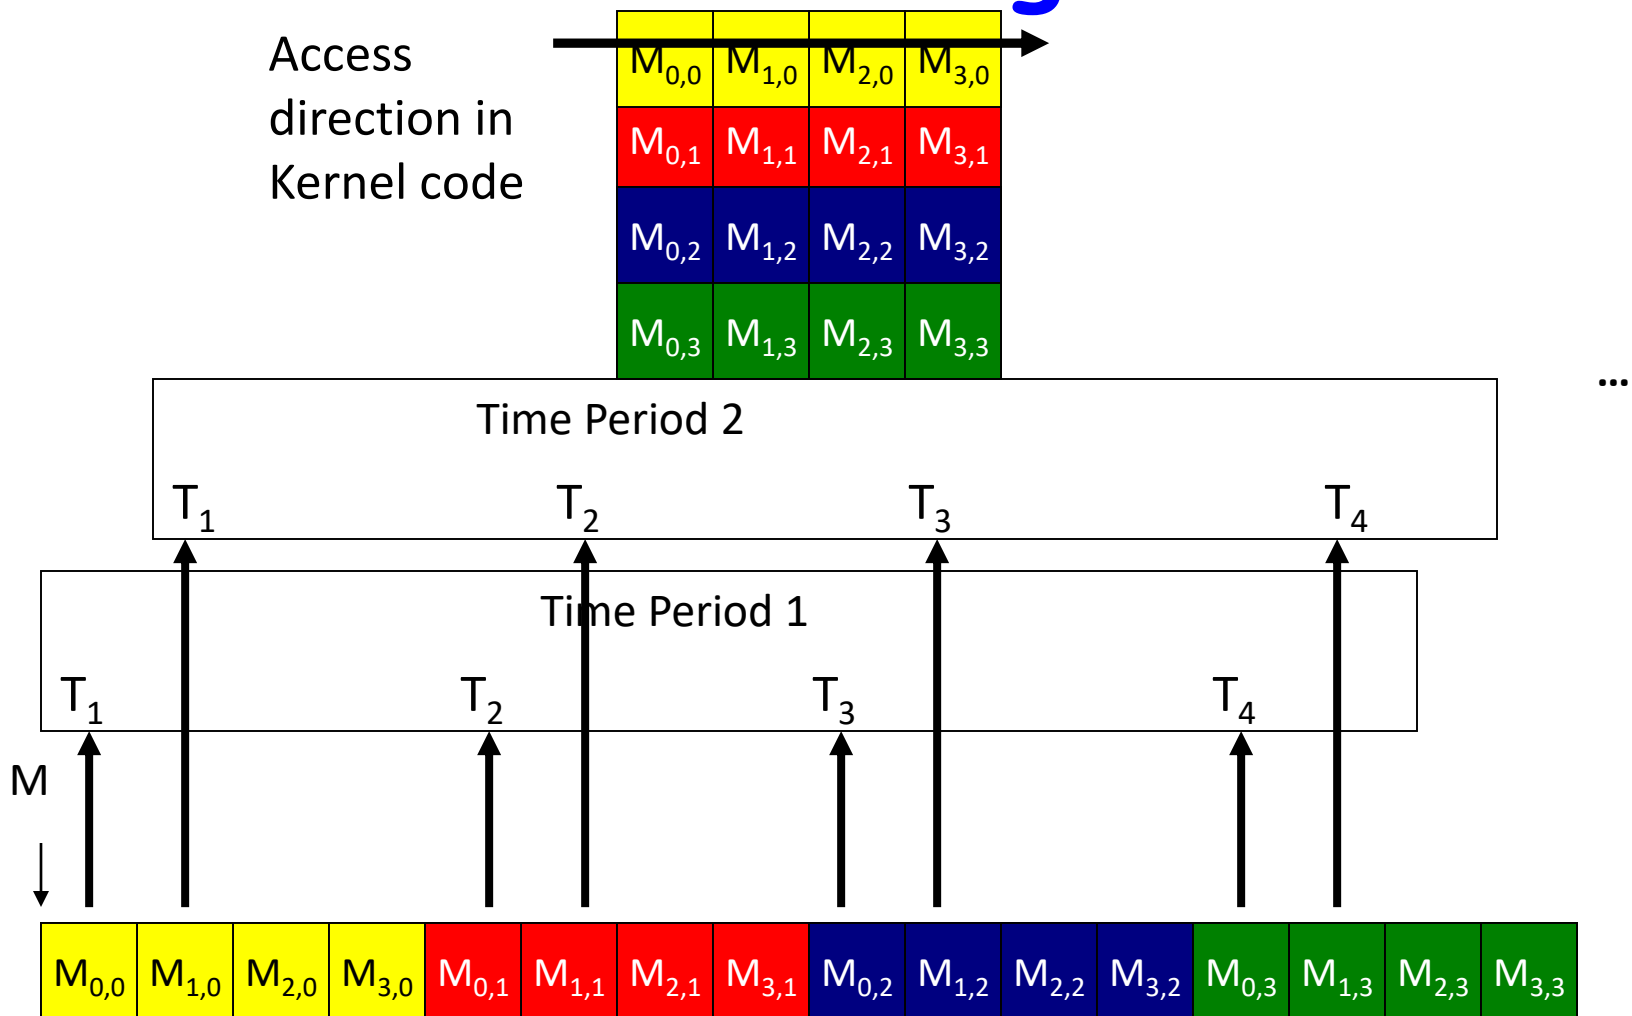 Access
direction in
Kernel code
M0,0 M1,0 M2,0 M3,0
M0,1 M1,1 M2,1 M3,1
M0,2 M1,2 M2,2 M3,2
M0,3 M1,3 M2,3 M3,3
...
Time Period 2
T1 T2 T3 T4
Time Period 1
T1 T2 T3 T4
M
M0,0 M1,0 M2,0 M3,0 M0,1 M1,1 M2,1 M3,1 M0,2 M1,2 M2,2 M3,2 M0,3 M1,3 M2,3 M3,3